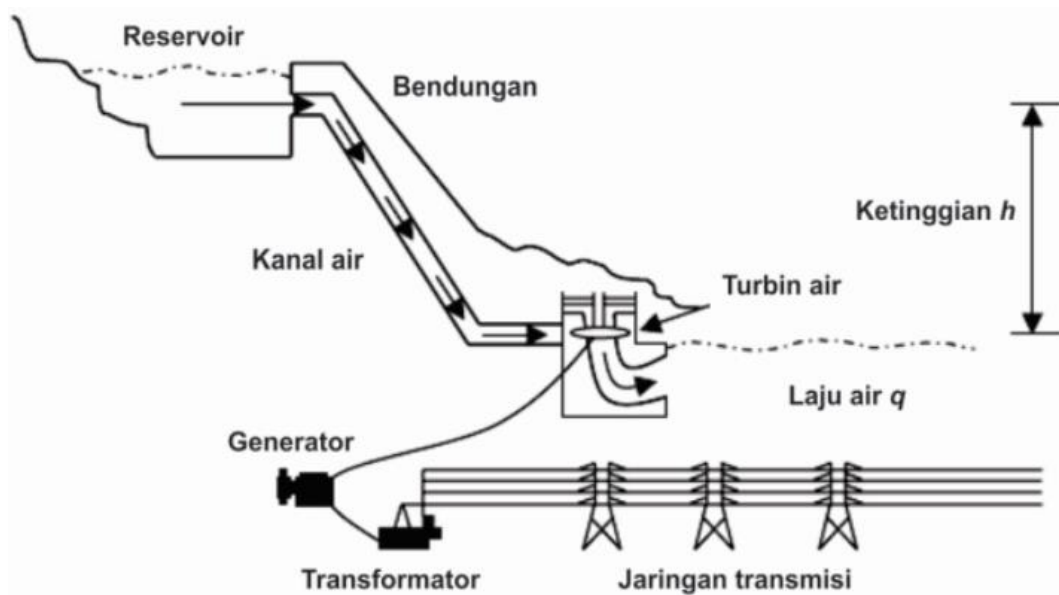 Reservoir
Bendungan
Ketinggian h
Kanal air
Turbin air
Laju air q
Generator
Transformator
Jaringan transmisi